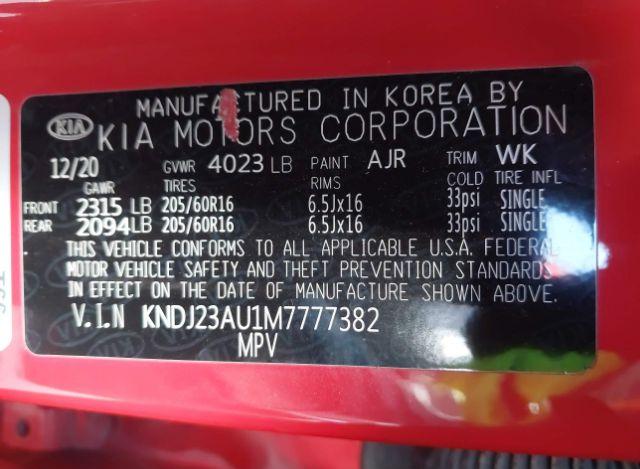 MANUFACTURED IN KOREA BY
KIA KIA MOTORS CORPORATION
12/20 GVWR 4023 LB PAINT AJR TRIM WK
GAWR TIRES RIMS COLD TIRE INFL
FRONT 2315 LB 205/60R16 6.5Jx16 33psi SINGLE
REAR 2094 LB 205/60R16 6.5Jx16 33psi SINGLE
THIS VEHICLE CONFORMS TO ALL APPLICABLE U.S.A. FEDERAL
MOTOR VEHICLE SAFETY AND THEFT PREVENTION STANDARDS
IN EFFECT ON THE DATE OF MANUFACTURE SHOWN ABOVE.
V.I.N KNDJ23AU1M7777382
MPV